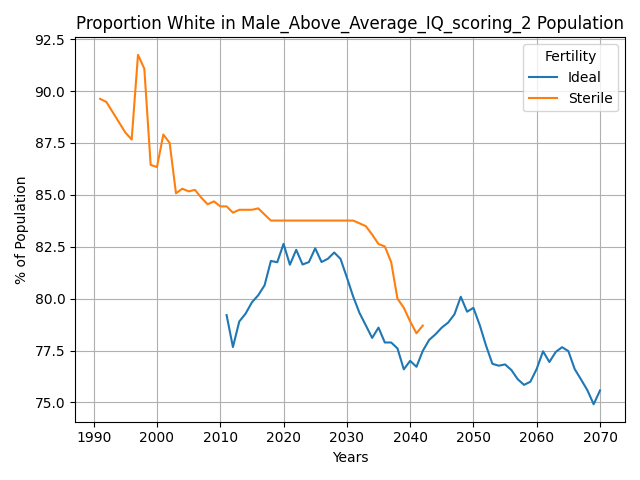 Proportion White in Male_Above_Average_IQ_scoring_2 Population
% of Population
92.5
90.0
87.5
85.0
82.5
80.0
77.5
75.0
Fertility
Ideal
Sterile
1990 2000 2010 2020 2030 2040 2050 2060 2070
Years